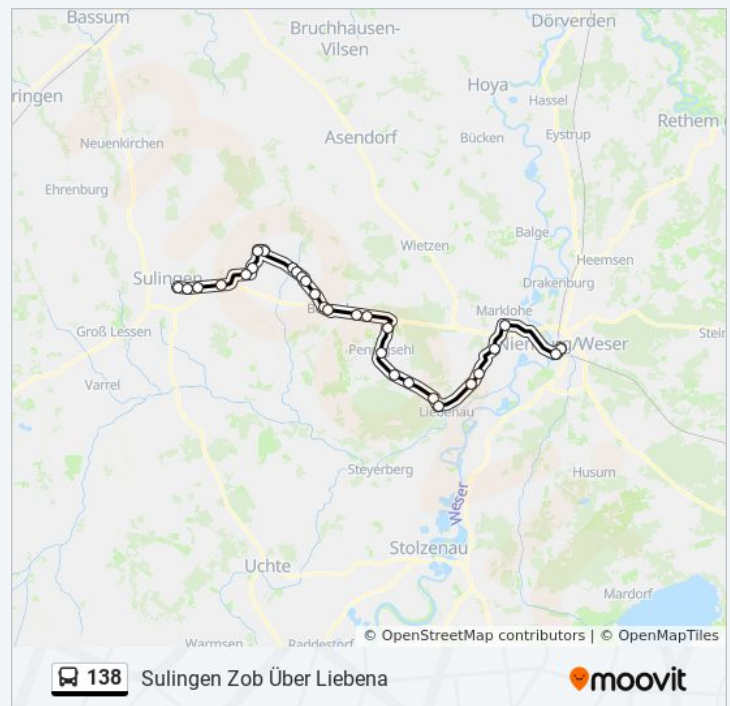 Bassum
Dörverden
Bruchhausen-
Vilsen
Hoya
ringen
Hassel
Rethem
Asendorf
Bücken
Eystrup
Neuenkirchen
Ehrenburg
Balge
Wietzen
Heemsen
Sulingen
Drakenburg
Marklohe
Groß Lessen
Weser
Varrel
Liebenau
Steyerberg
Husum
Weser
Stolzenau
Uchte
Mardorf
Warmsen
Raddestorf
© OpenStreetMap contributors | © OpenMapTiles
138 Sulingen Zob Über Liebena
moovit